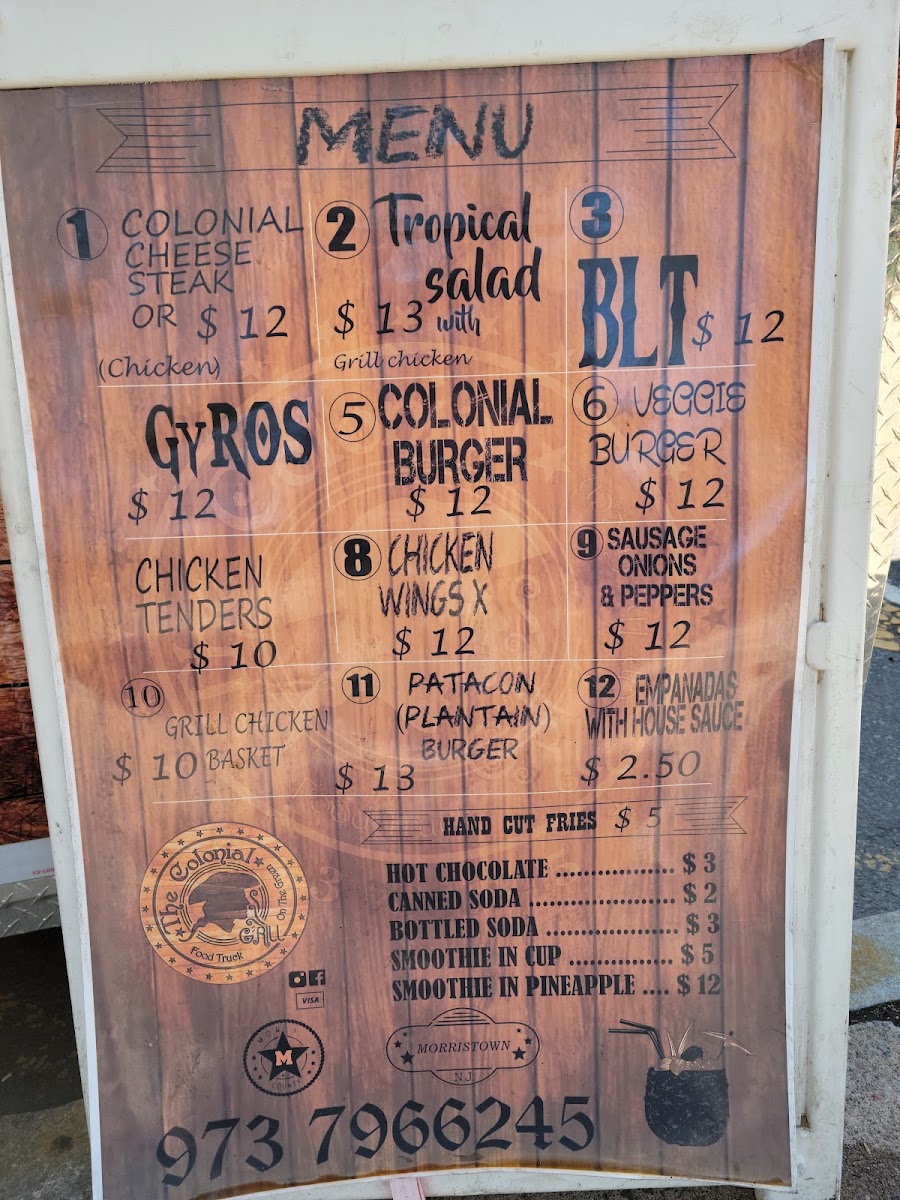 MENU
1 COLONIAL
CHEESE
STEAK
OR $ 12
(Chicken)
2 Tropical
salad
$ 13 with
Grill chicken
3
BLT $ 12
GyROS
$ 12
5 COLONIAL
BURGER
$ 12
6 VEGGIE
BURGER
$ 12
CHICKEN
TENDERS
$ 10
8 CHICKEN
WINGS X
$ 12
9 SAUSAGE
ONIONS
& PEPPERS
$ 12
10
GRILL CHICKEN
$ 10 BASKET
11 PATACON
(PLANTAIN)
BURGER
$ 13
12 EMPANADAS
WITH HOUSE SAUCE
$ 2.50
HAND CUT FRIES $ 5
HOT CHOCOLATE .................. $ 3
CANNED SODA ...................... $ 2
BOTTLED SODA .................... $ 3
SMOOTHIE IN CUP ............... $ 5
SMOOTHIE IN PINEAPPLE .... $ 12
The Colonial
GRILL
On The Green
Food Truck
VISA
M
COUNTY
MORRISTOWN
NJ
973 7966245